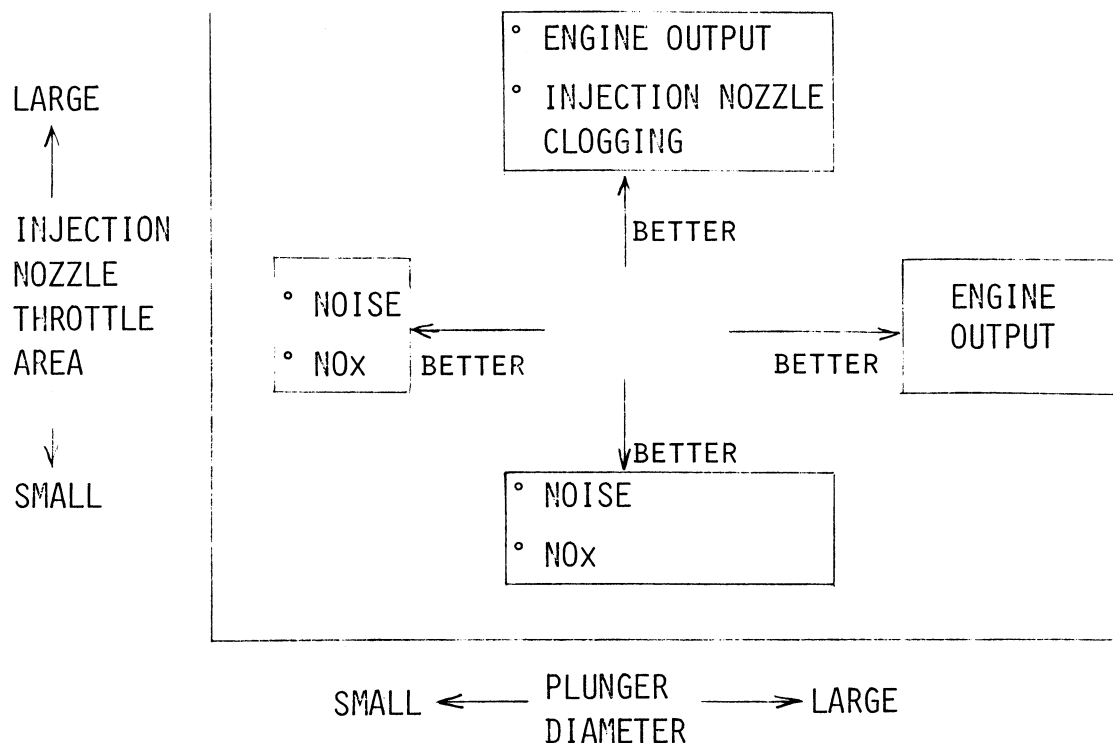 ° ENGINE OUTPUT
° INJECTION NOZZLE
CLOGGING
LARGE
INJECTION
NOZZLE
THROTTLE
AREA
SMALL
BETTER
° NOISE
° NOx
BETTER
ENGINE
OUTPUT
BETTER
BETTER
° NOISE
° NOx
SMALL
PLUNGER
DIAMETER
LARGE